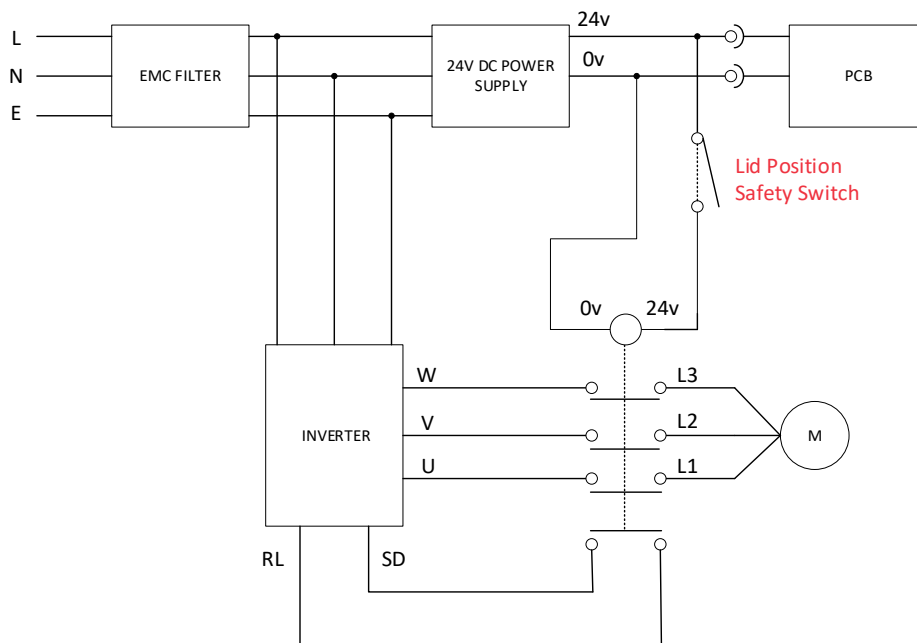 L
N
E
EMC FILTER
24V DC POWER
SUPPLY
24v
0v
PCB
Lid Position
Safety Switch
0v
24v
INVERTER
W
V
U
L3
L2
L1
M
RL
SD